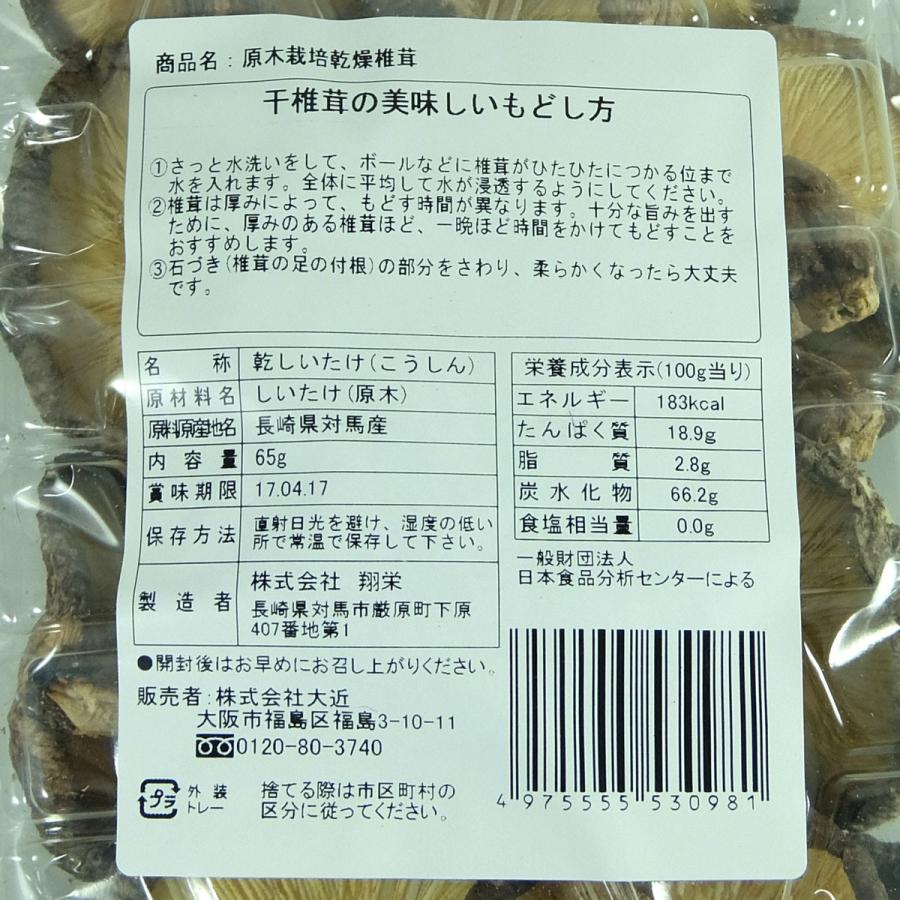 商品名：原木栽培乾燥椎茸
干椎茸の美味しいもどし方
①さっと水洗いをして、ボールなどに椎茸がひたひたにつかる位まで
水を入れます。全体に平均して水が浸透するようにしてください。
②椎茸は厚みによって、もどす時間が異なります。十分な旨みを出す
ために、厚みのある椎茸ほど、一晩ほど時間をかけてもどすことを
おすすめします。
③石づき(椎茸の足の付根)の部分をさわり、柔らかくなったら大丈夫
です。
名称 乾しいたけ(こうしん)
原材料名 しいたけ(原木)
原料原産地名 長崎県対馬産
内容量 65g
賞味期限 17.04.17
保存方法 直射日光を避け、湿度の低い
所で常温で保存して下さい。
製造者 株式会社 翔栄
長崎県対馬市厳原町下原
407番地第1
栄養成分表示(100g当り)
エネルギー 183kcal
たんぱく質 18.9g
脂質 2.8g
炭水化物 66.2g
食塩相当量 0.0g
一般財団法人
日本食品分析センターによる
●開封後はお早めにお召し上がりください。
販売者：株式会社大近
大阪市福島区福島3-10-11
0120-80-3740
プラ 外装
トレー
捨てる際は市区町村の
区分に従ってください。
4 975555 530981